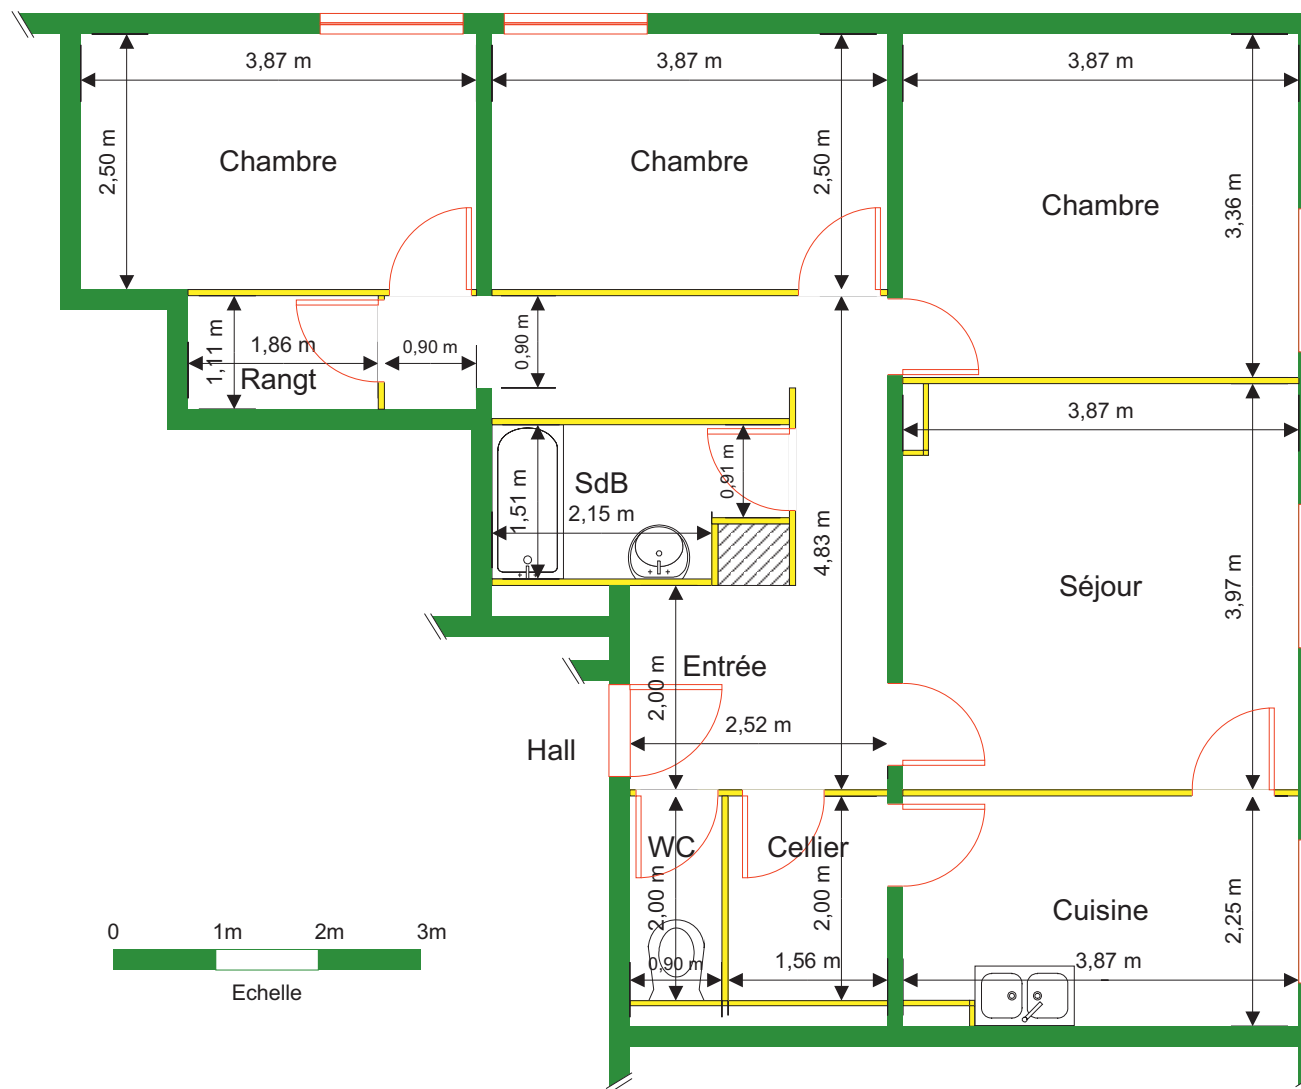 3,87 m
3,87 m
3,87 m
2,50 m
Chambre
Chambre
2,50 m
Chambre
3,36 m
1,11 m
1,86 m
Rangt
0,90 m
0,90 m
3,87 m
SdB
1,51 m
2,15 m
0,91 m
4,83 m
Séjour
3,97 m
Entrée
2,00 m
2,52 m
Hall
WC
Cellier
2,00 m
2,00 m
Cuisine
2,25 m
0,90 m
1,56 m
3,87 m
0 1m 2m 3m
Echelle